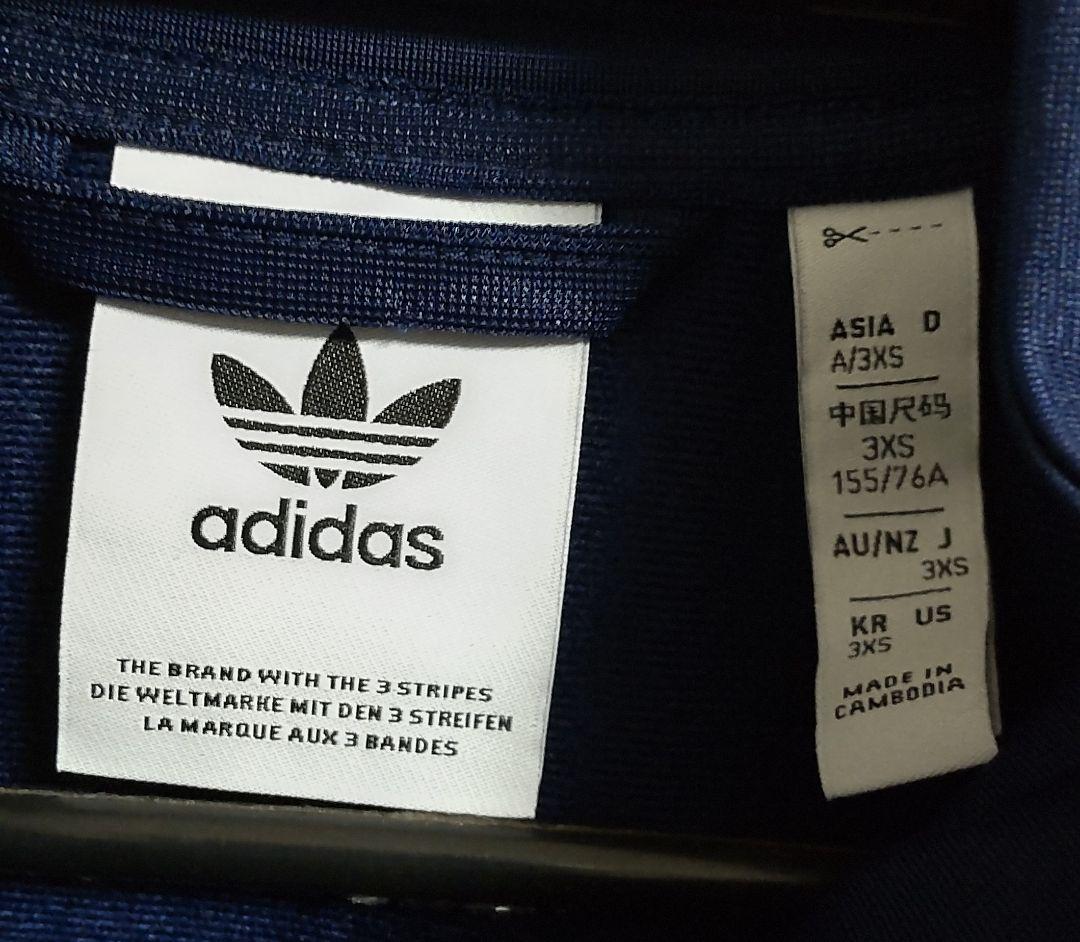 adidas
THE BRAND WITH THE 3 STRIPES
DIE WELTMARKE MIT DEN 3 STREIFEN
LA MARQUE AUX 3 BANDES
ASIA D
A/3XS
中国尺码
3XS
155/76A
AU/NZ J
3XS
KR US
3XS
MADE IN
CAMBODIA